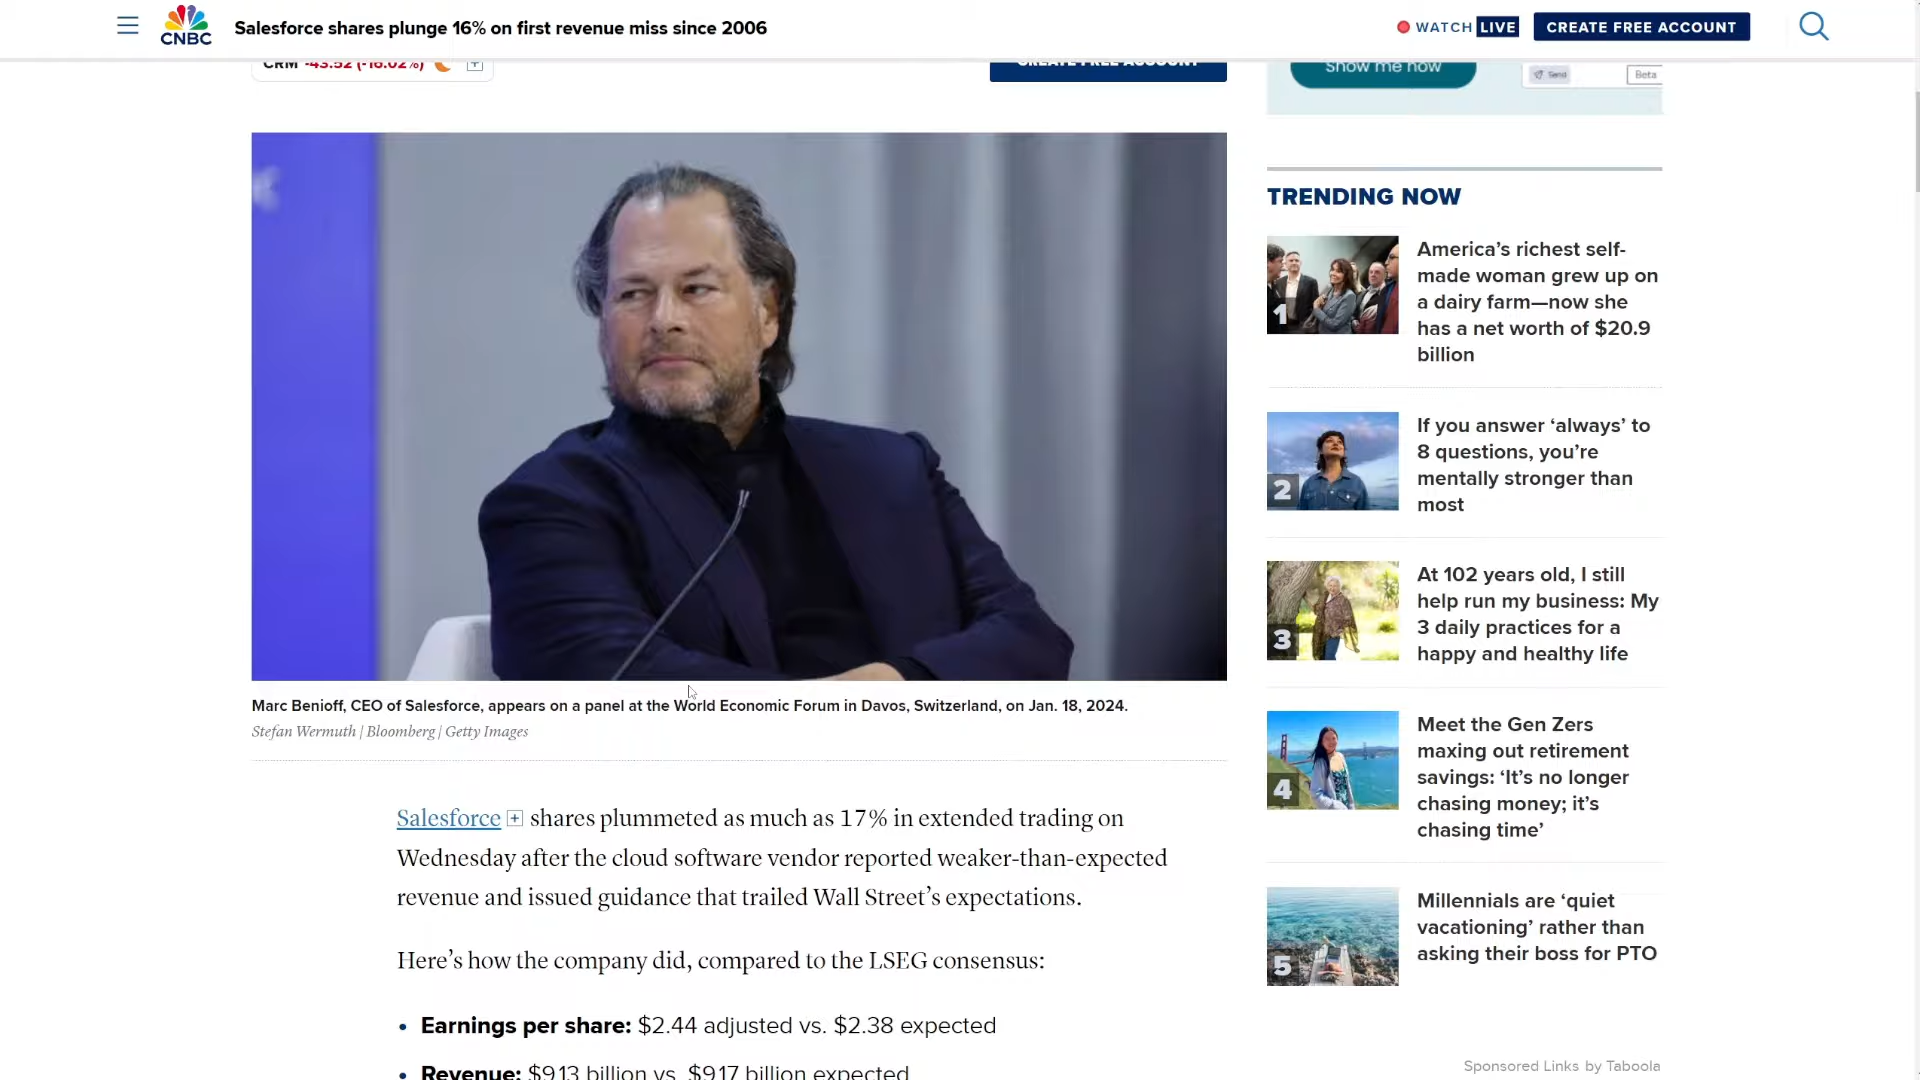 CNBC
Salesforce shares plunge 16% on first revenue miss since 2006
WATCH LIVE
CREATE FREE ACCOUNT
CRM -43.52 (-16.02%)
CREATE FREE ACCOUNT
Show me now
Send
Beta
Marc Benioff, CEO of Salesforce, appears on a panel at the World Economic Forum in Davos, Switzerland, on Jan. 18, 2024.
Stefan Wermuth | Bloomberg | Getty Images
Salesforce shares plummeted as much as 17% in extended trading on
Wednesday after the cloud software vendor reported weaker-than-expected
revenue and issued guidance that trailed Wall Street’s expectations.
Here’s how the company did, compared to the LSEG consensus:
• Earnings per share: $2.44 adjusted vs. $2.38 expected
• Revenue: $9.13 billion vs. $9.17 billion expected
TRENDING NOW
1
America’s richest self-
made woman grew up on
a dairy farm—now she
has a net worth of $20.9
billion
2
If you answer ‘always’ to
8 questions, you’re
mentally stronger than
most
3
At 102 years old, I still
help run my business: My
3 daily practices for a
happy and healthy life
4
Meet the Gen Zers
maxing out retirement
savings: ‘It’s no longer
chasing money; it’s
chasing time’
5
Millennials are ‘quiet
vacationing’ rather than
asking their boss for PTO
Sponsored Links by Taboola